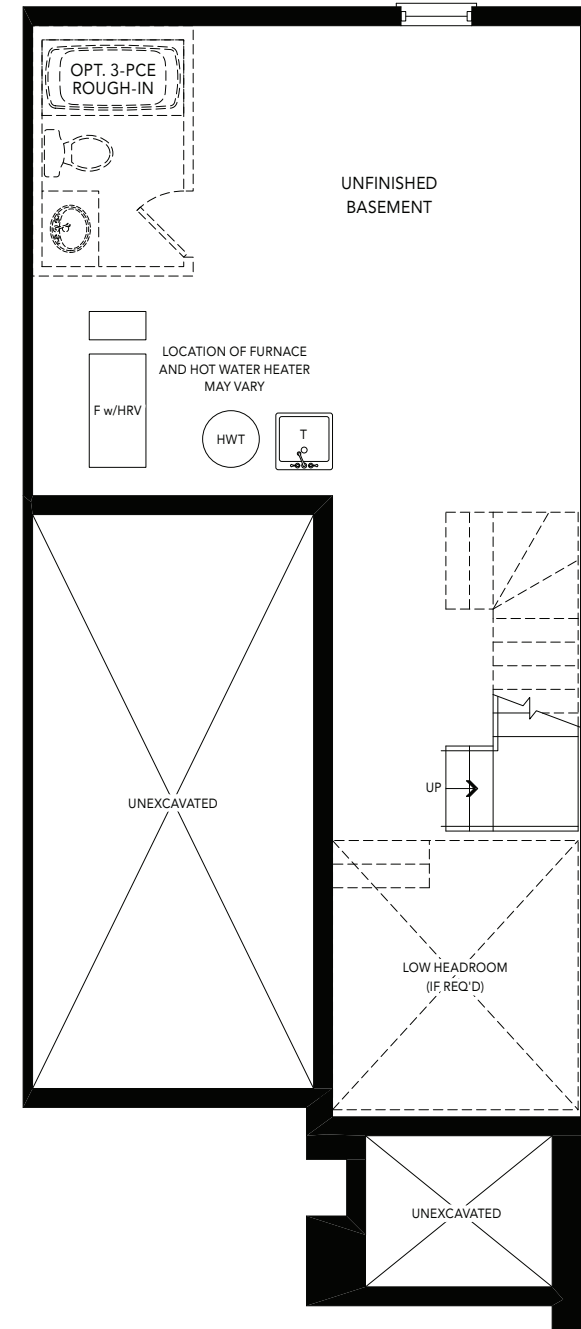 OPT. 3-PCE
ROUGH-IN
UNFINISHED
BASEMENT
LOCATION OF FURNACE
AND HOT WATER HEATER
MAY VARY
F w/HRV
HWT
T
UP
UNEXCAVATED
LOW HEADROOM
(IF REQ'D)
UNEXCAVATED